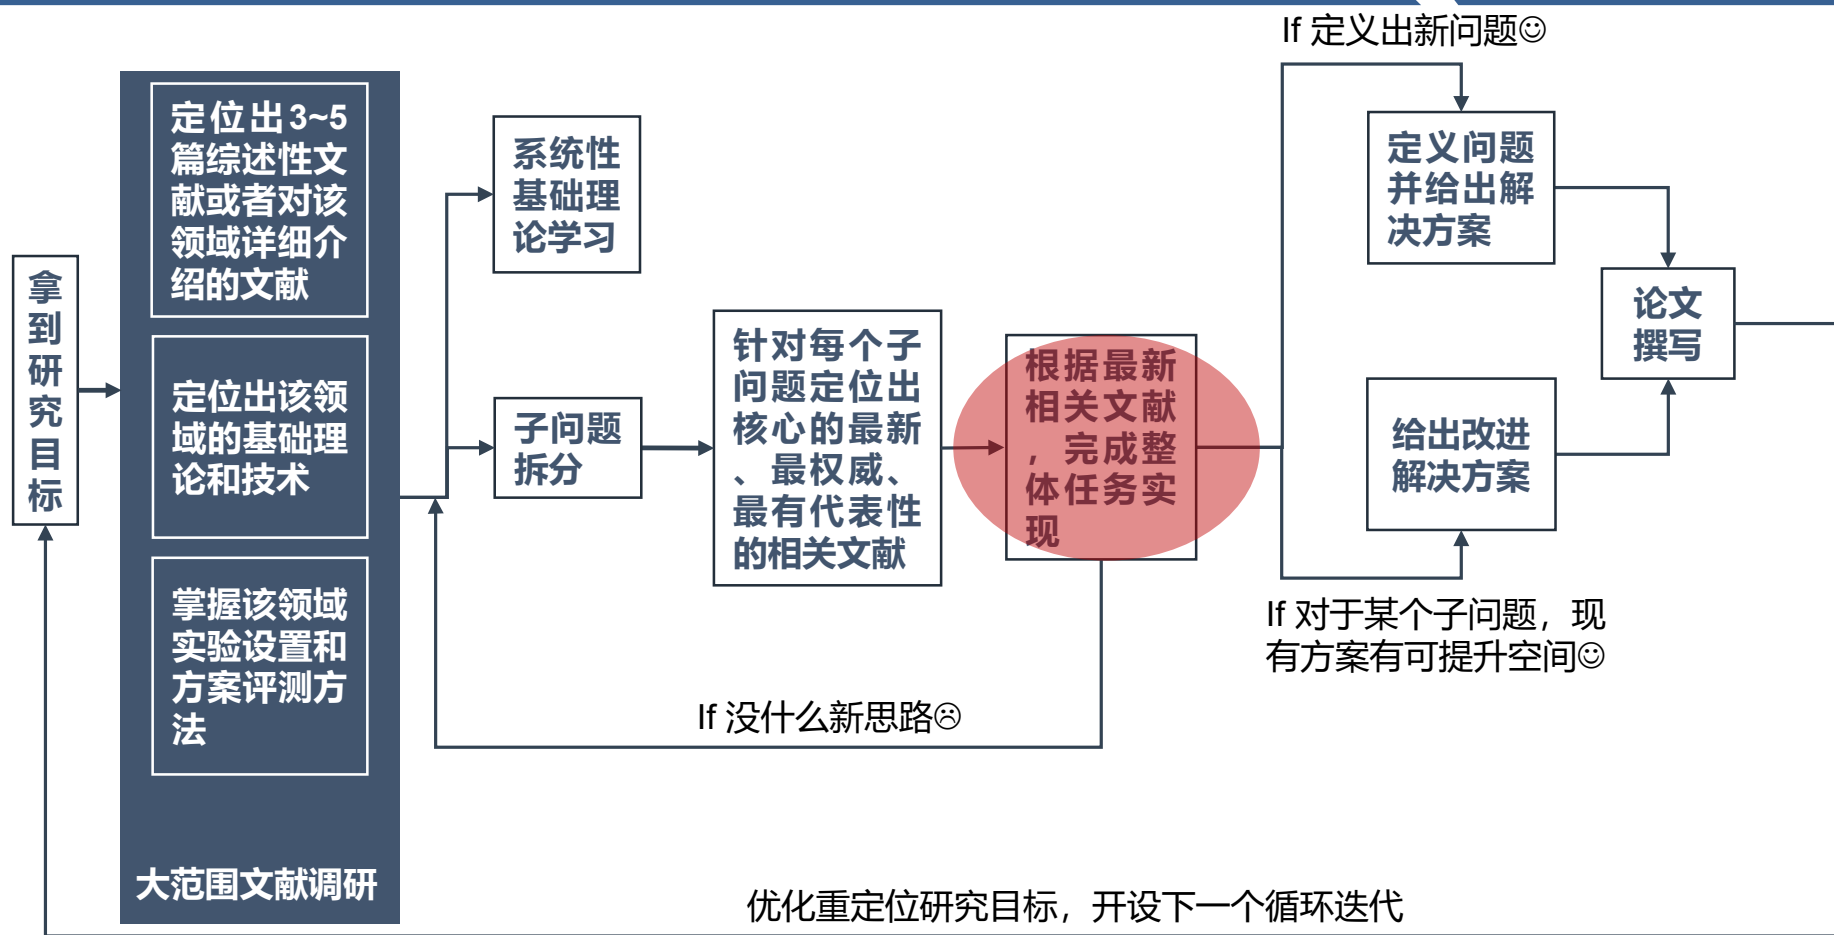 If 定义出新问题☺
定位出3~5
篇综述性文
献或者对该
领域详细介
绍的文献
拿
到
研
究
目
标
定位出该领
域的基础理
论和技术
掌握该领域
实验设置和
方案评测方
法
大范围文献调研
系统性
基础理
论学习
子问题
拆分
针对每个子
问题定位出
核心的最新
、最权威、
最有代表性
的相关文献
根据最新
相关文献
，完成整
体任务实
现
定义问题
并给出解
决方案
给出改进
解决方案
论文
撰写
If 对于某个子问题，现
有方案有可提升空间☺
If 没什么新思路☹
优化重定位研究目标，开设下一个循环迭代